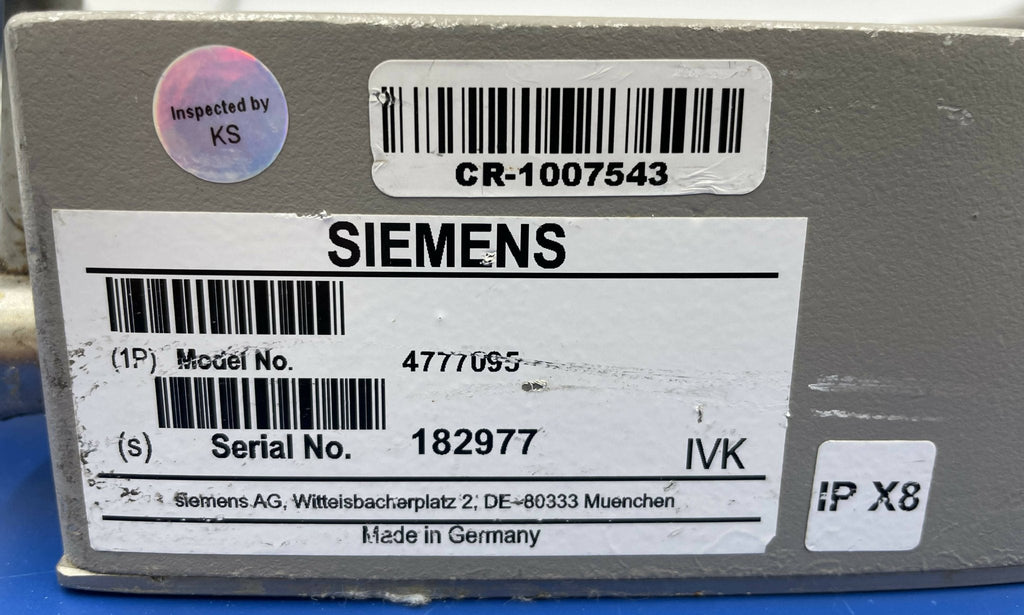 Inspected by
KS
CR-1007543
SIEMENS
(1P) Model No. 4777095
(s) Serial No. 182977 IVK
Siemens AG, Wittelsbacherplatz 2, DE-80333 Muenchen
Made in Germany
IP X8